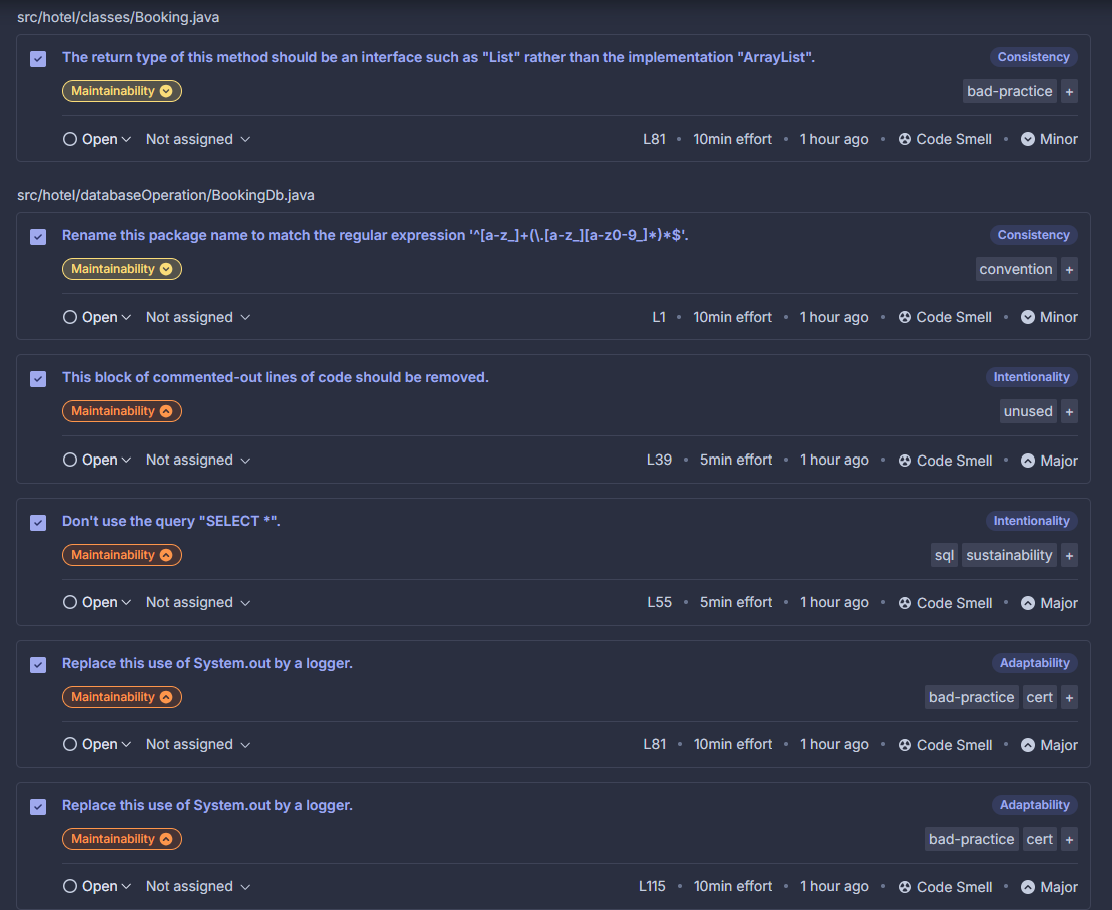 src/hotel/classes/Booking.java
The return type of this method should be an interface such as "List" rather than the implementation "ArrayList". Consistency
Maintainability bad-practice +
Open Not assigned L81 • 10min effort • 1 hour ago • Code Smell • Minor
src/hotel/databaseOperation/BookingDb.java
Rename this package name to match the regular expression '^[a-z_]+(\.[a-z_][a-z0-9_]*)*$'. Consistency
Maintainability convention +
Open Not assigned L1 • 10min effort • 1 hour ago • Code Smell • Minor
This block of commented-out lines of code should be removed. Intentionality
Maintainability unused +
Open Not assigned L39 • 5min effort • 1 hour ago • Code Smell • Major
Don't use the query "SELECT *". Intentionality
Maintainability sql sustainability +
Open Not assigned L55 • 5min effort • 1 hour ago • Code Smell • Major
Replace this use of System.out by a logger. Adaptability
Maintainability bad-practice cert +
Open Not assigned L81 • 10min effort • 1 hour ago • Code Smell • Major
Replace this use of System.out by a logger. Adaptability
Maintainability bad-practice cert +
Open Not assigned L115 • 10min effort • 1 hour ago • Code Smell • Major